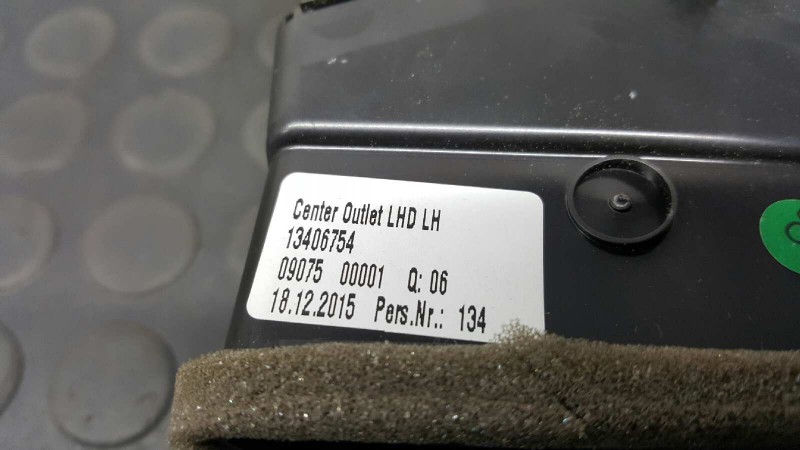 Center Outlet LHD LH
13406754
09075 00001 Q: 06
18.12.2015 Pers.Nr.: 134